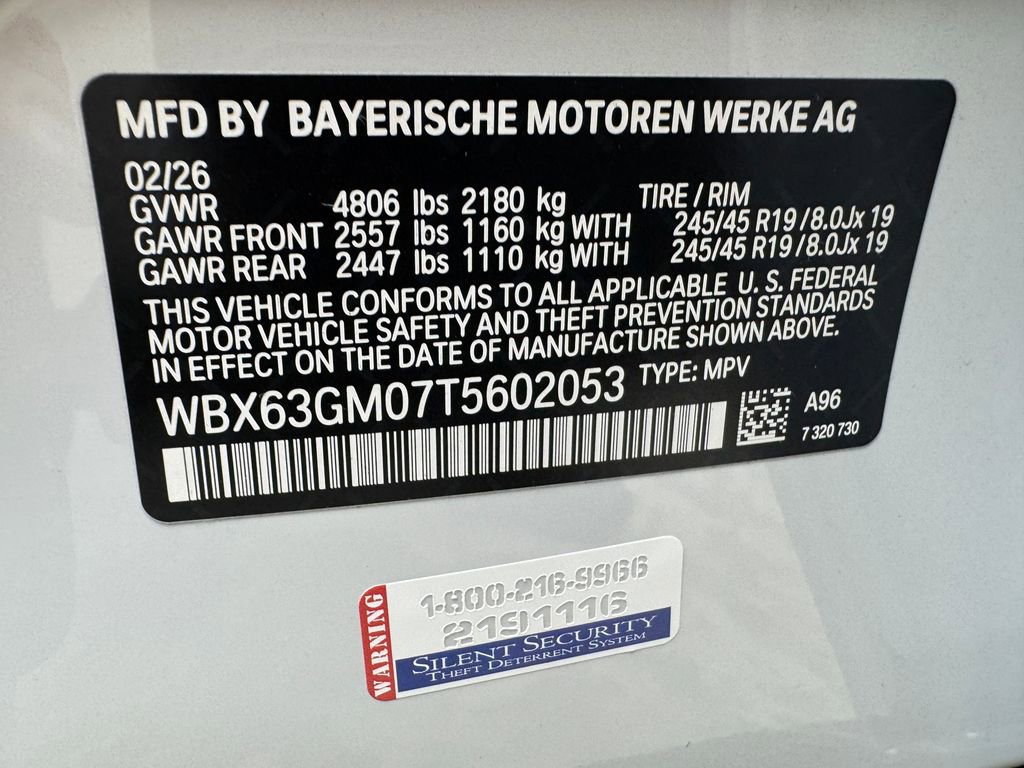 MFD BY BAYERISCHE MOTOREN WERKE AG
02/26
GVWR 4806 lbs 2180 kg TIRE / RIM
GAWR FRONT 2557 lbs 1160 kg WITH 245/45 R19 / 8.0Jx 19
GAWR REAR 2447 lbs 1110 kg WITH 245/45 R19 / 8.0Jx 19
THIS VEHICLE CONFORMS TO ALL APPLICABLE U. S. FEDERAL
MOTOR VEHICLE SAFETY AND THEFT PREVENTION STANDARDS
IN EFFECT ON THE DATE OF MANUFACTURE SHOWN ABOVE.
WBX63GM07T5602053 TYPE: MPV
A96
7 320 730
WARNING
1-800-216-9966
2191116
SILENT SECURITY
THEFT DETERRENT SYSTEM